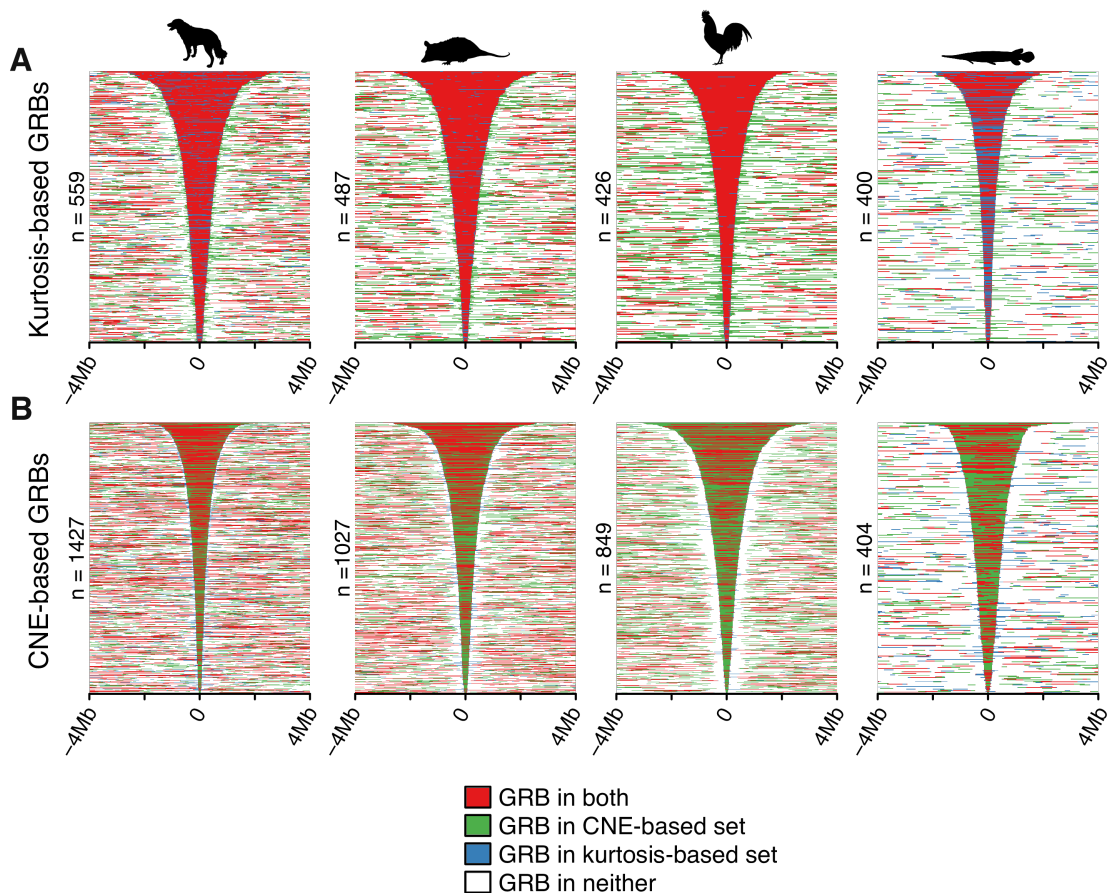 A
Kurtosis-based GRBs
n = 559
n = 487
n = 426
n = 400
−4Mb 0 4Mb −4Mb 0 4Mb −4Mb 0 4Mb −4Mb 0 4Mb
B
CNE-based GRBs
n = 1427
n =1027
n = 849
n = 404
−4Mb 0 4Mb −4Mb 0 4Mb −4Mb 0 4Mb −4Mb 0 4Mb
GRB in both
GRB in CNE-based set
GRB in kurtosis-based set
GRB in neither